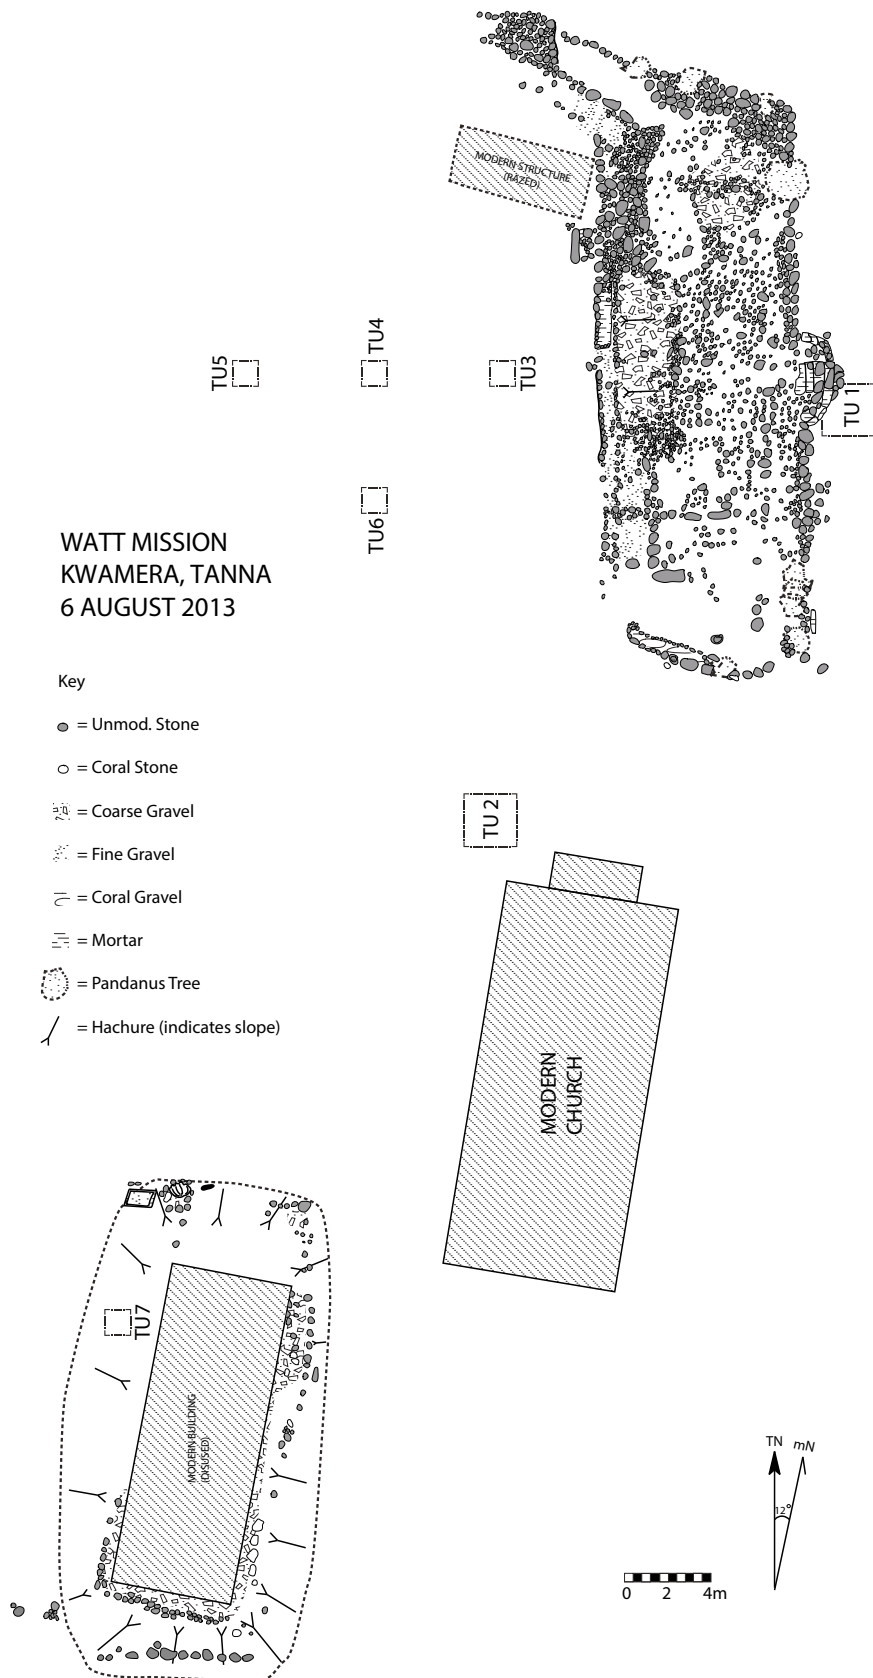 MODERN STRUCTURE
(RAZED)
TU5
TU4
TU3
TU 1
TU6
WATT MISSION
KWAMERA, TANNA
6 AUGUST 2013
Key
= Unmod. Stone
= Coral Stone
= Coarse Gravel
= Fine Gravel
= Coral Gravel
= Mortar
= Pandanus Tree
= Hachure (indicates slope)
TU 2
MODERN
CHURCH
TU7
MODERN BUILDING
(DISUSED)
TN mN
12°
0 2 4m